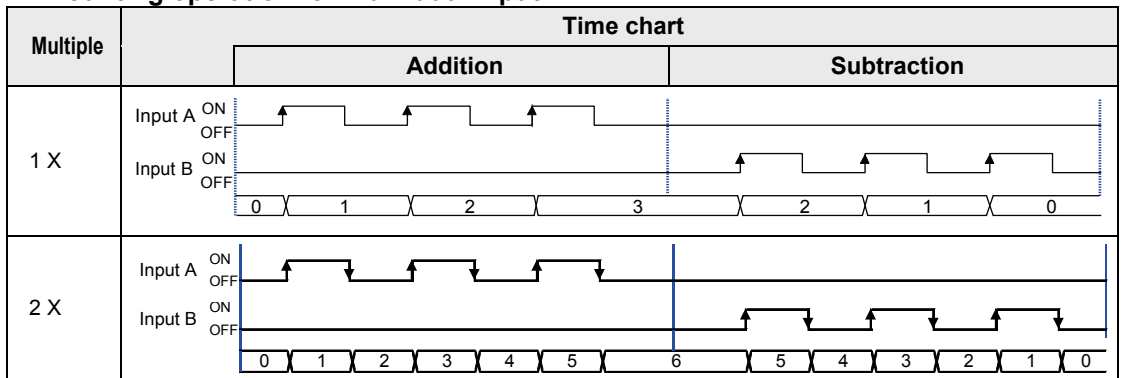 Multiple
Time chart
Addition
Subtraction
1 X
Input A ON
OFF
Input B ON
OFF
0 1 2 3 2 1 0
2 X
Input A ON
OFF
Input B ON
OFF
0 1 2 3 4 5 6 5 4 3 2 1 0